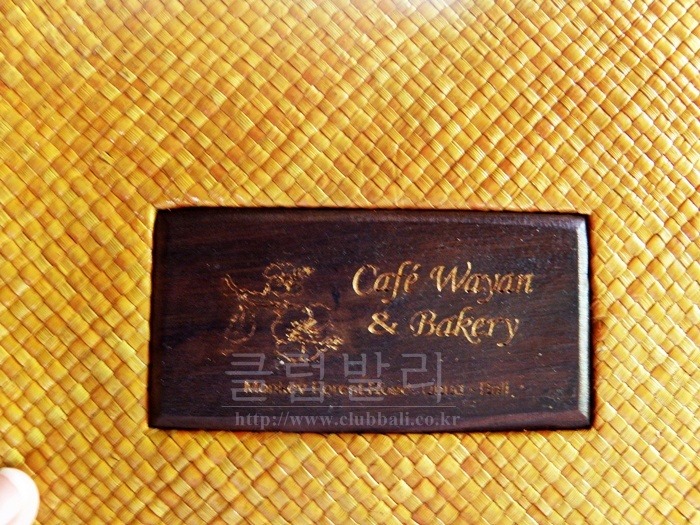 Café Wayan
& Bakery
클럽발리
Monkey Forest Road - Ubud - Bali
http://www.clubbali.co.kr